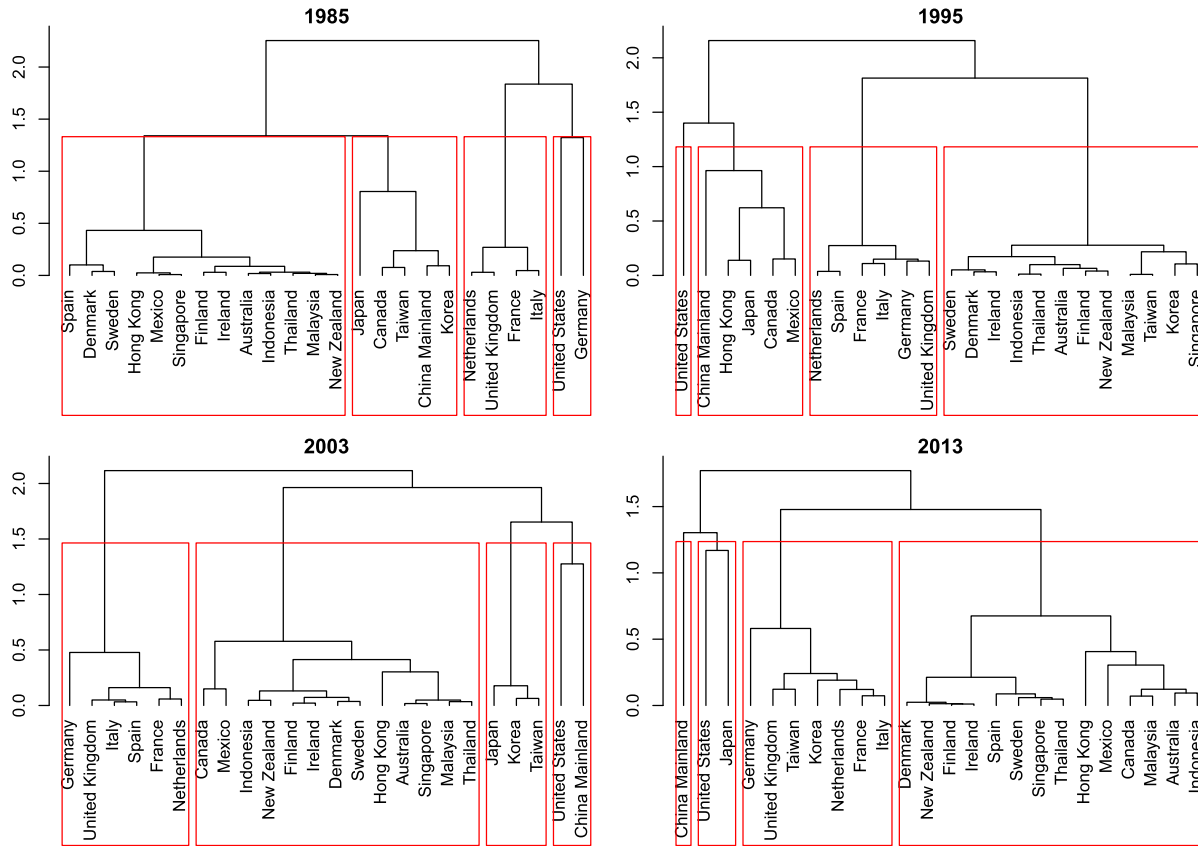 1985
2.0
1.5
1.0
0.5
0.0
Spain
Denmark
Sweden
Hong Kong
Mexico
Singapore
Finland
Ireland
Australia
Indonesia
Thailand
Malaysia
New Zealand
Japan
Canada
Taiwan
China Mainland
Korea
Netherlands
United Kingdom
France
Italy
United States
Germany
1995
2.0
1.5
1.0
0.5
0.0
United States
China Mainland
Hong Kong
Japan
Canada
Mexico
Netherlands
Spain
France
Italy
Germany
United Kingdom
Sweden
Denmark
Ireland
Indonesia
Thailand
Australia
Finland
New Zealand
Malaysia
Taiwan
Korea
Singapore
2003
2.0
1.5
1.0
0.5
0.0
Germany
United Kingdom
Italy
Spain
France
Netherlands
Canada
Mexico
Indonesia
New Zealand
Finland
Ireland
Denmark
Sweden
Hong Kong
Australia
Singapore
Malaysia
Thailand
Japan
Korea
Taiwan
United States
China Mainland
2013
1.5
1.0
0.5
0.0
China Mainland
United States
Japan
Germany
United Kingdom
Taiwan
Korea
Netherlands
France
Italy
Denmark
New Zealand
Finland
Ireland
Spain
Sweden
Singapore
Thailand
Hong Kong
Mexico
Canada
Malaysia
Australia
Indonesia